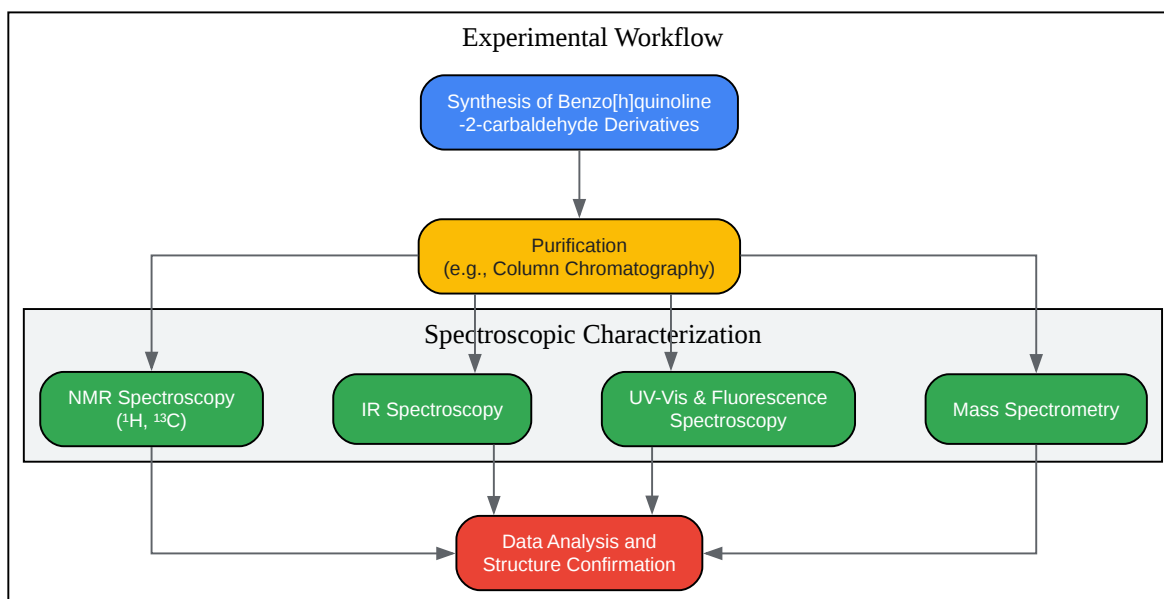 Experimental Workflow
Synthesis of Benzo[h]quinoline
-2-carbaldehyde Derivatives
Purification
(e.g., Column Chromatography)
Spectroscopic Characterization
NMR Spectroscopy
(¹H, ¹³C)
IR Spectroscopy
UV-Vis & Fluorescence
Spectroscopy
Mass Spectrometry
Data Analysis and
Structure Confirmation